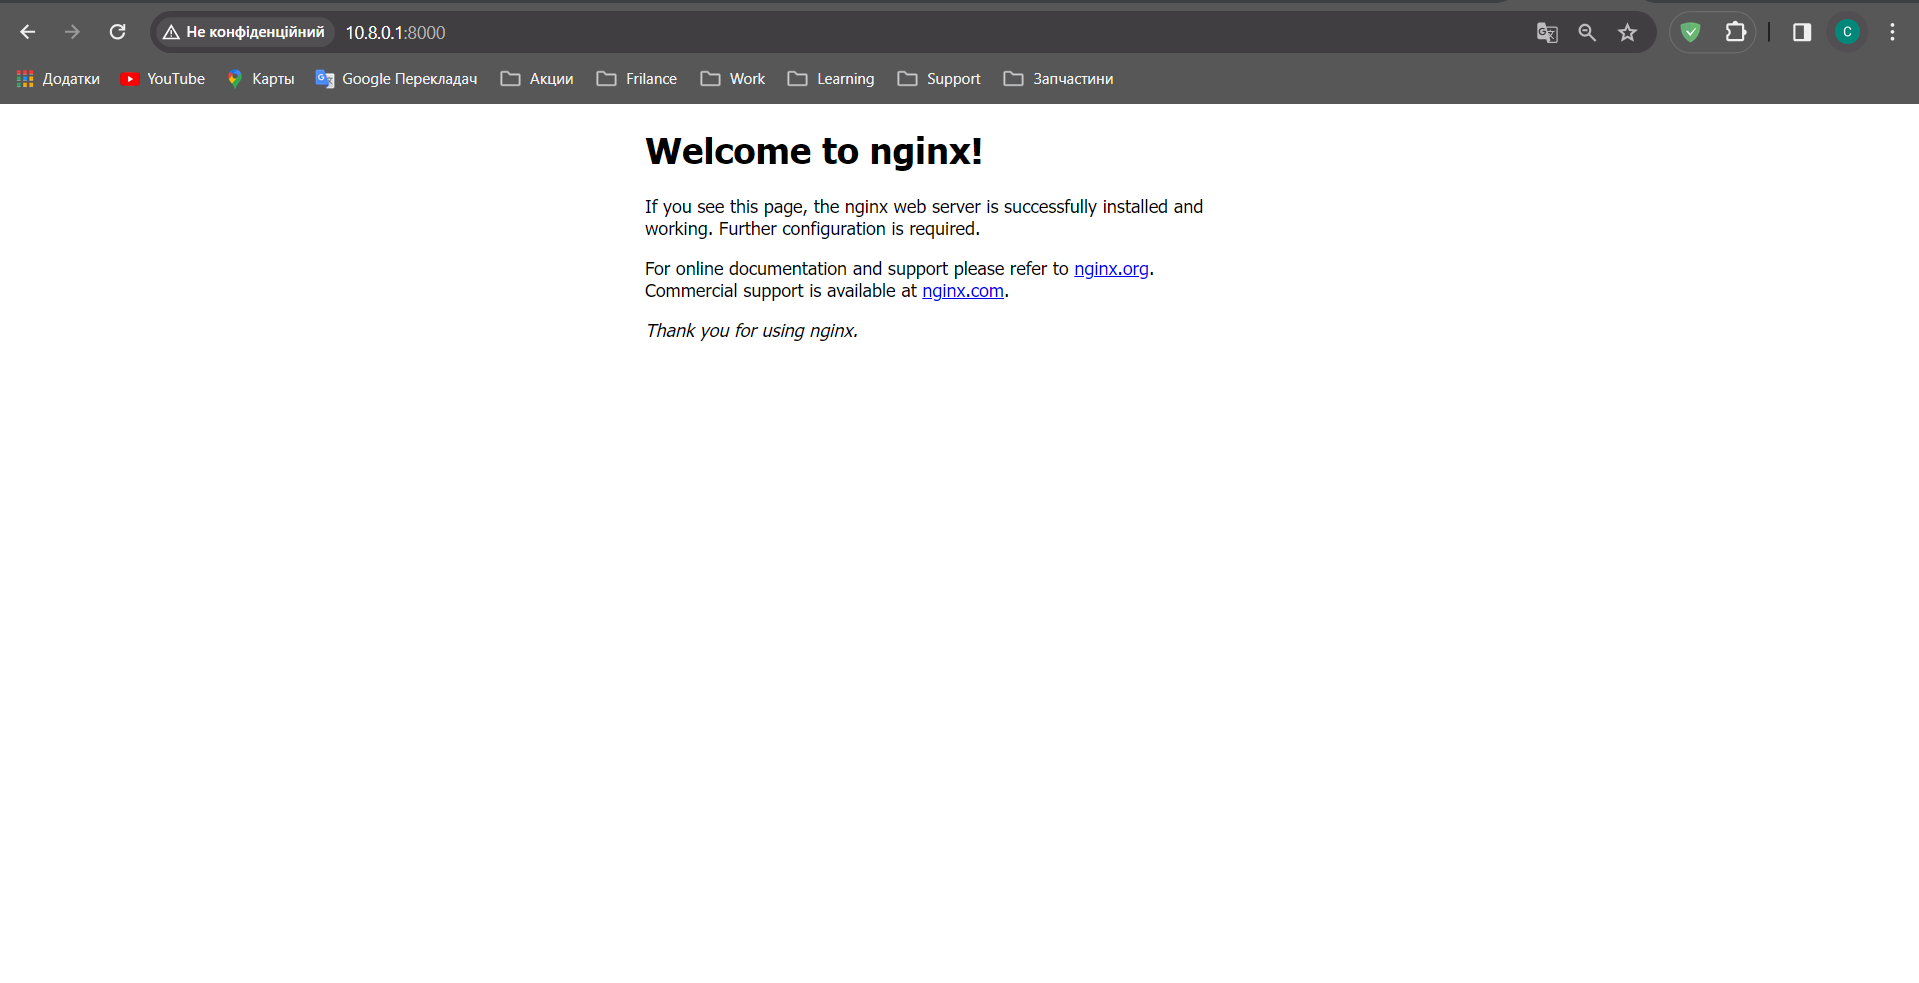 Не конфіденційний 10.8.0.1:8000
C
Додатки YouTube Карты Google Перекладач Акции Frilance Work Learning Support Запчастини
Welcome to nginx!
If you see this page, the nginx web server is successfully installed and
working. Further configuration is required.
For online documentation and support please refer to nginx.org.
Commercial support is available at nginx.com.
Thank you for using nginx.